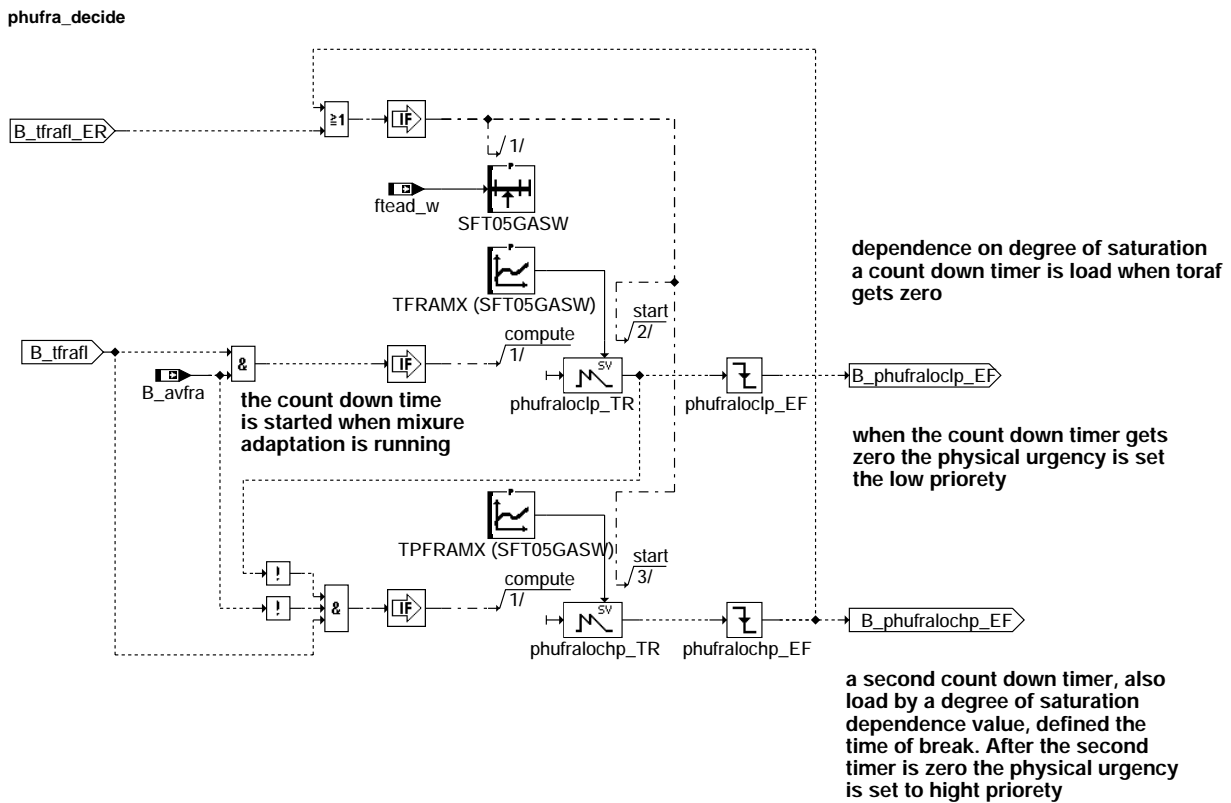 phufra_decide
B_tfrafl_ER
≥1
IF
1/
P
ftead_w
SFT05GASW
P
TFRAMX (SFT05GASW)
dependence on degree of saturation
a count down timer is load when toraf
gets zero
start
2/
B_tfrafl
&
IF
compute
1/
SV
B_avfra
phufraloclp_TR
phufraloclp_EF
B_phufraloclp_EF
the count down time
is started when mixure
adaptation is running
when the count down timer gets
zero the physical urgency is set
the low priorety
P
TPFRAMX (SFT05GASW)
start
3/
!
!
&
IF
compute
1/
SV
phufralochp_TR
phufralochp_EF
B_phufralochp_EF
a second count down timer, also
load by a degree of saturation
dependence value, defined the
time of break. After the second
timer is zero the physical urgency
is set to hight priorety